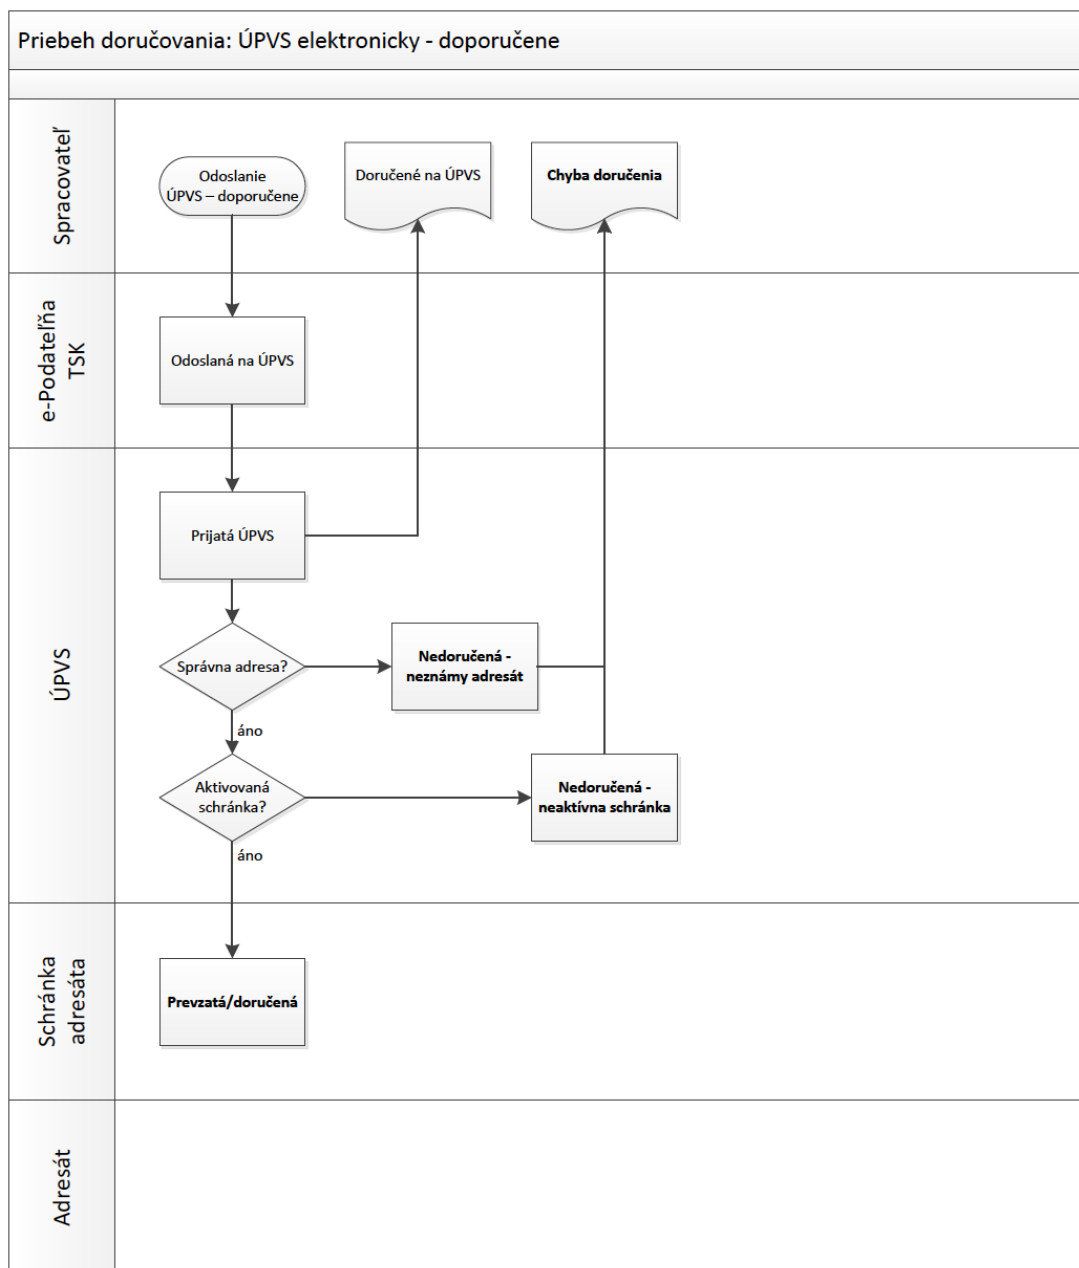 Priebeh doručovania: ÚPVS elektronicky - doporučene
Spracovateľ
Odoslanie
ÚPVS – doporučene
Doručené na ÚPVS
Chyba doručenia
e-Podateľňa
TSK
Odoslaná na ÚPVS
ÚPVS
Prijatá ÚPVS
Správna adresa?
Nedoručená -
neznámy adresát
áno
Aktivovaná
schránka?
Nedoručená -
neaktívna schránka
áno
Schránka
adresáta
Prevzatá/doručená
Adresát